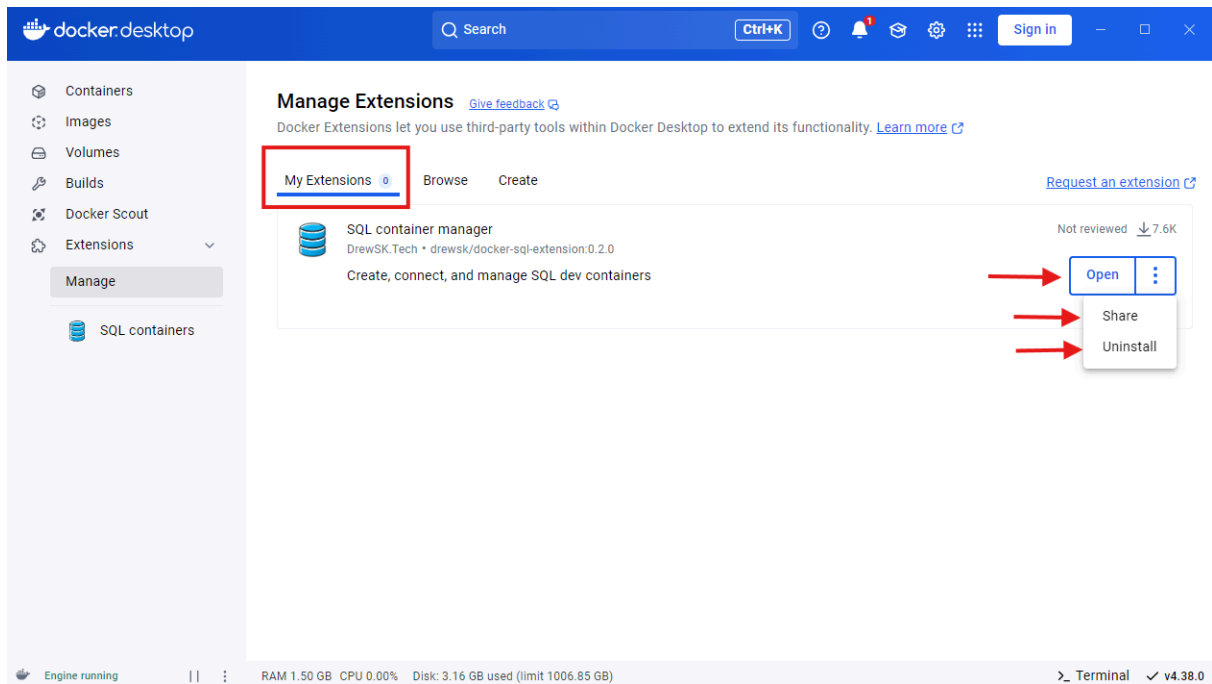 docker.desktop
Search
Ctrl+K
1
Sign in
Containers
Images
Volumes
Builds
Docker Scout
Extensions
Manage
SQL containers
Manage Extensions Give feedback
Docker Extensions let you use third-party tools within Docker Desktop to extend its functionality. Learn more
My Extensions 0 Browse Create
Request an extension
SQL container manager
Not reviewed 7.6K
DrewSK.Tech • drewsk/docker-sql-extension:0.2.0
Create, connect, and manage SQL dev containers
Open
Share
Uninstall
Engine running RAM 1.50 GB CPU 0.00% Disk: 3.16 GB used (limit 1006.85 GB) >_ Terminal v4.38.0